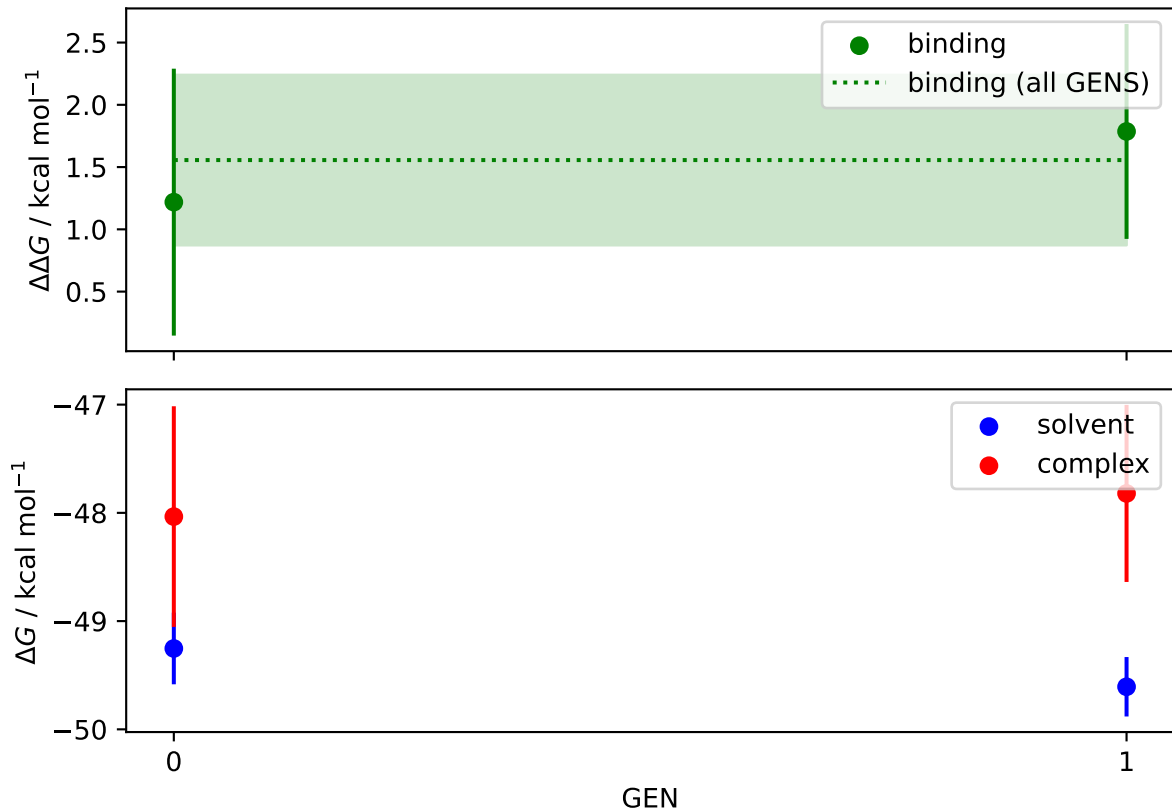 2.5
2.0
1.5
1.0
0.5
ΔΔG / kcal mol⁻¹
binding
binding (all GENS)
−47
−48
−49
−50
ΔG / kcal mol⁻¹
solvent
complex
0 1
GEN